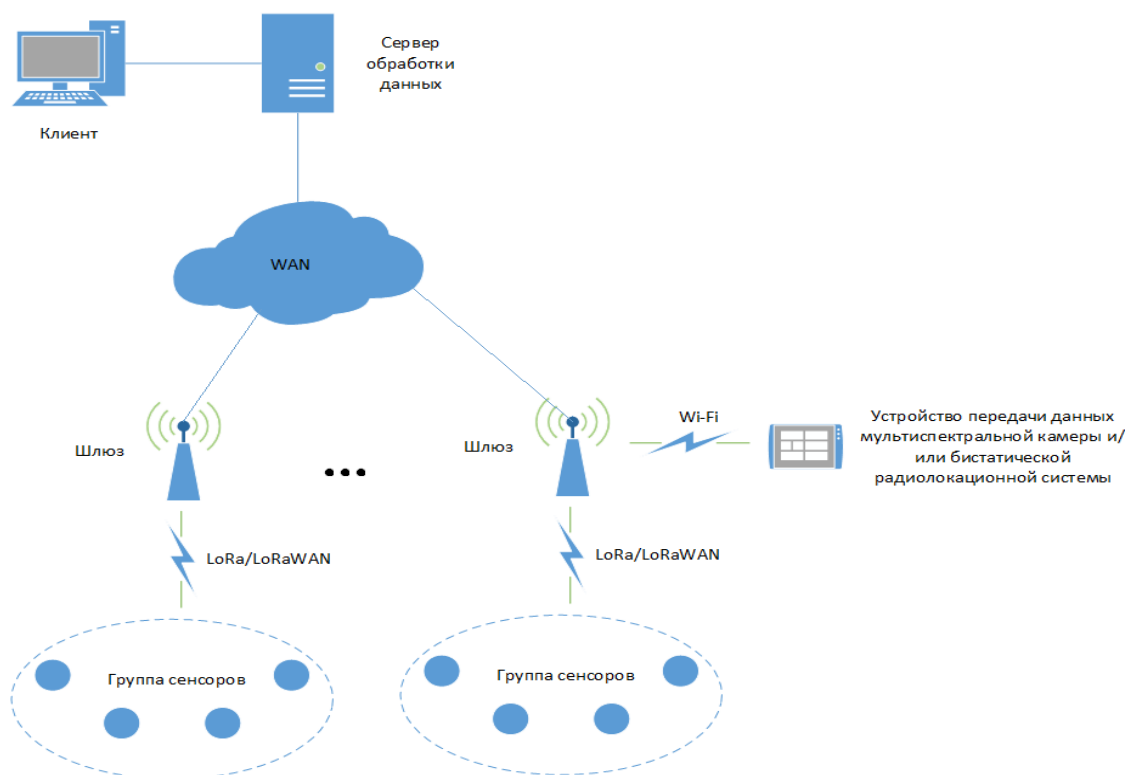 Сервер
обработки
данных
Клиент
WAN
Шлюз
Шлюз
Wi-Fi
Устройство передачи данных
мультиспектральной камеры и/
или бистатической
радиолокационной системы
LoRa/LoRaWAN
LoRa/LoRaWAN
Группа сенсоров
Группа сенсоров